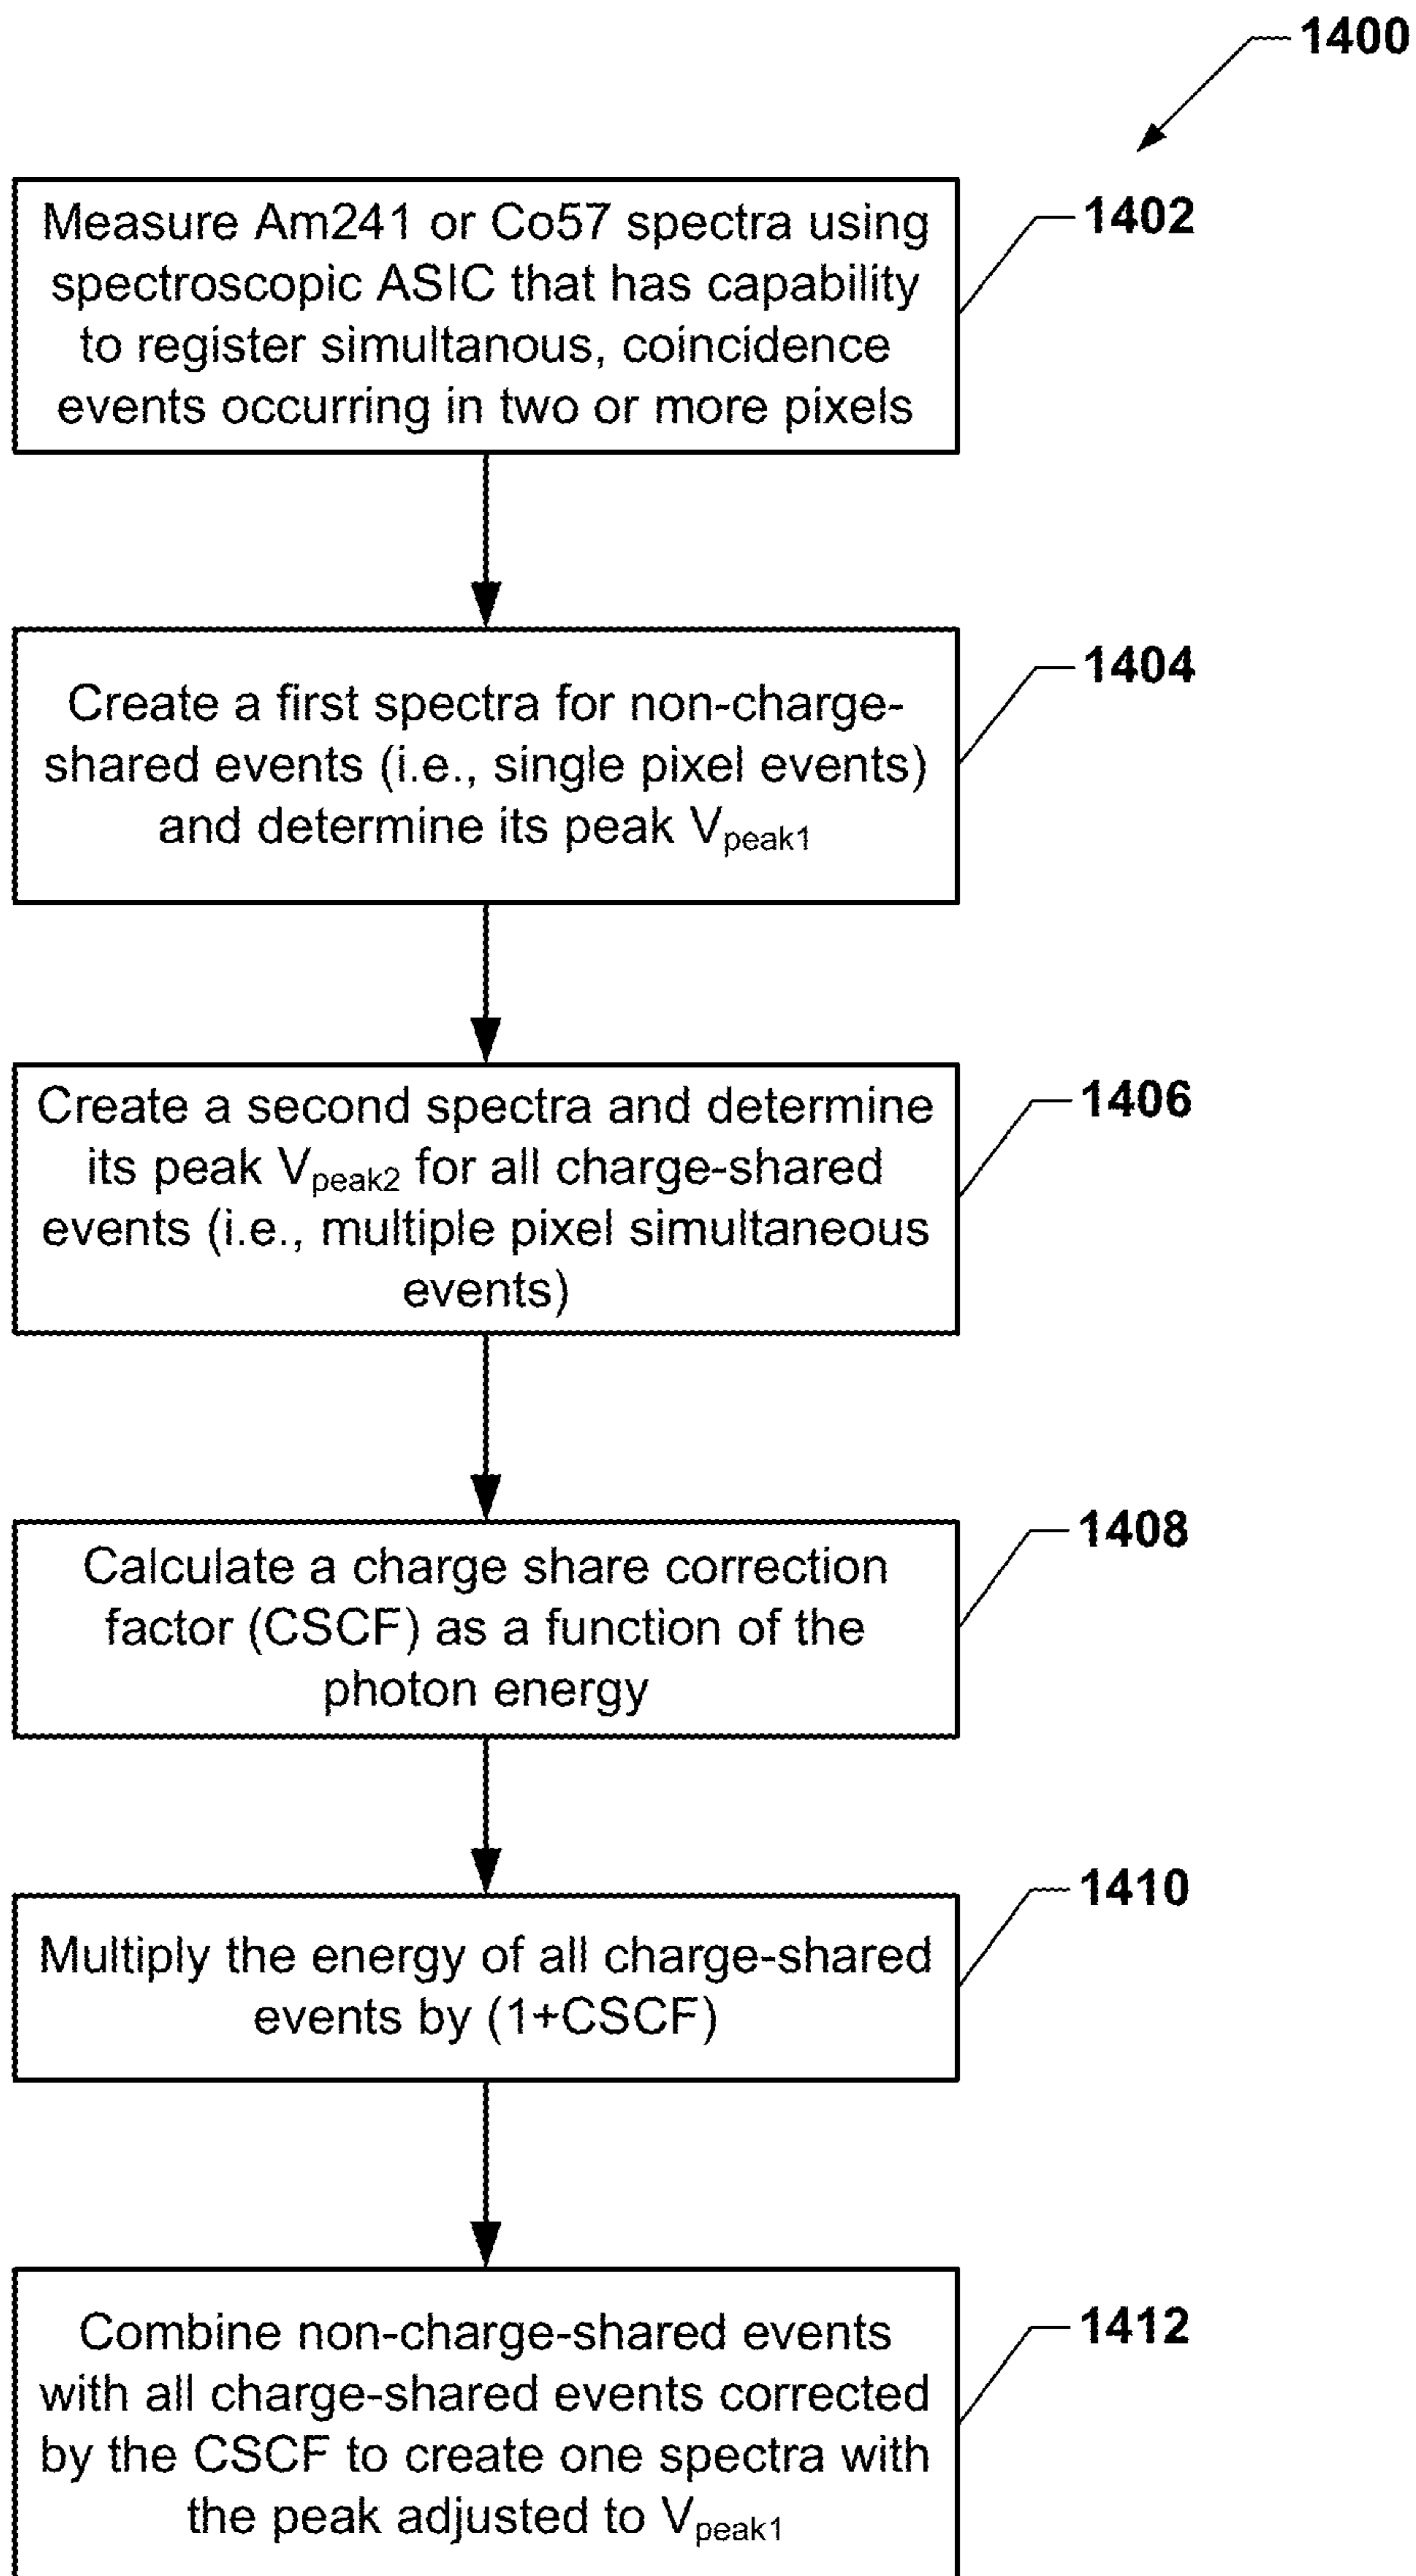 1400
Measure Am241 or Co57 spectra using
spectroscopic ASIC that has capability
to register simultanous, coincidence
events occurring in two or more pixels
1402
Create a first spectra for non-charge-
shared events (i.e., single pixel events)
and determine its peak Vpeak1
1404
Create a second spectra and determine
its peak Vpeak2 for all charge-shared
events (i.e., multiple pixel simultaneous
events)
1406
Calculate a charge share correction
factor (CSCF) as a function of the
photon energy
1408
Multiply the energy of all charge-shared
events by (1+CSCF)
1410
Combine non-charge-shared events
with all charge-shared events corrected
by the CSCF to create one spectra with
the peak adjusted to Vpeak1
1412